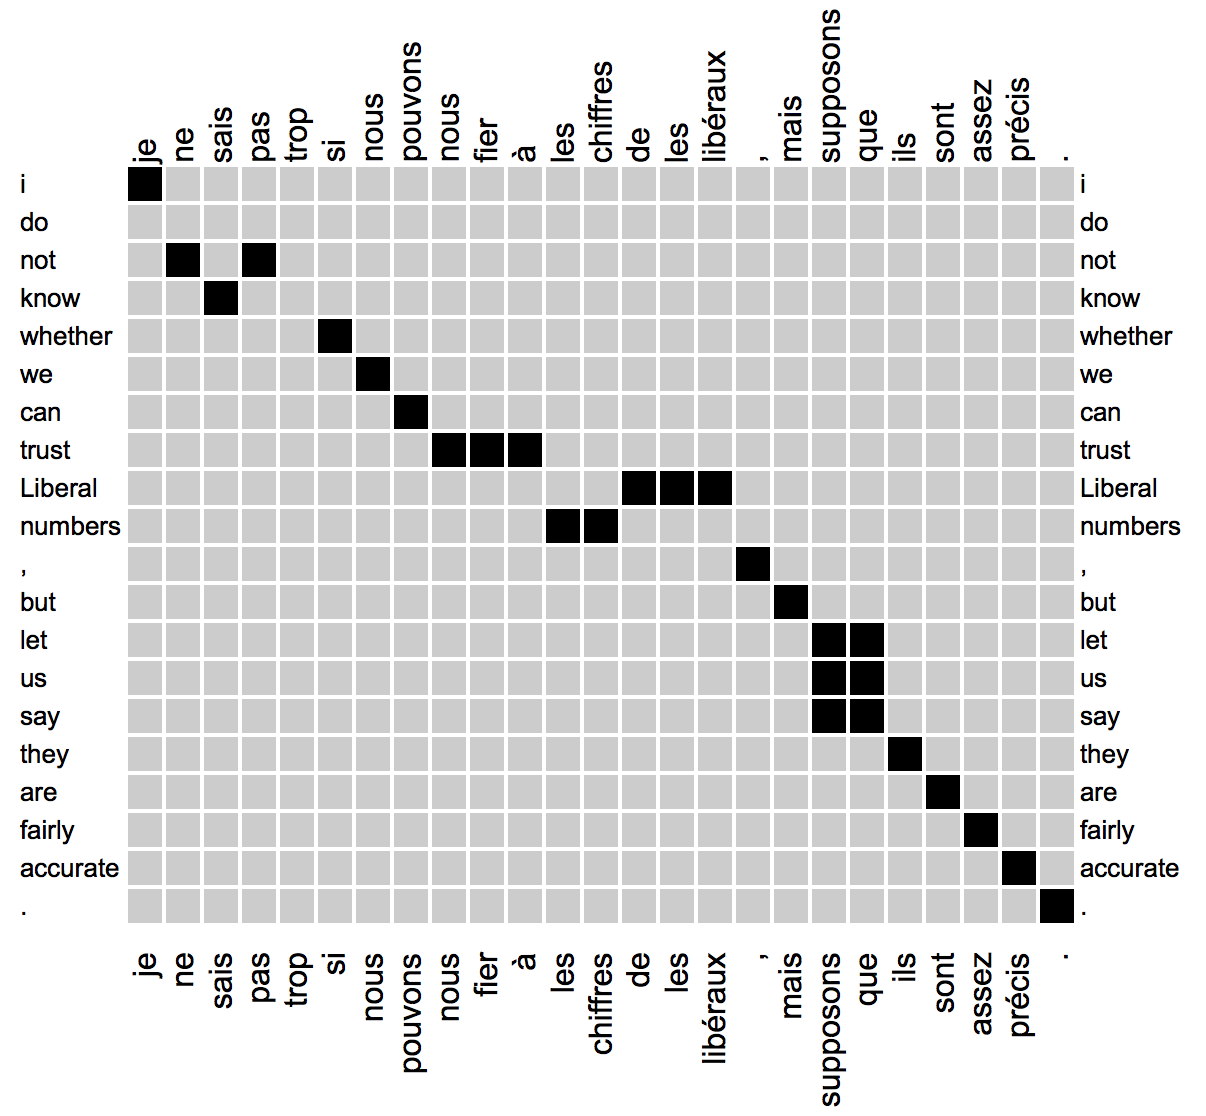 je ne sais pas trop si nous pouvons nous fier à les chiffres de les libéraux , mais supposons que ils sont assez précis .
i i
do do
not not
know know
whether whether
we we
can can
trust trust
Liberal Liberal
numbers numbers
, ,
but but
let let
us us
say say
they they
are are
fairly fairly
accurate accurate
. .
je ne sais pas trop si nous pouvons nous fier à les chiffres de les libéraux , mais supposons que ils sont assez précis .